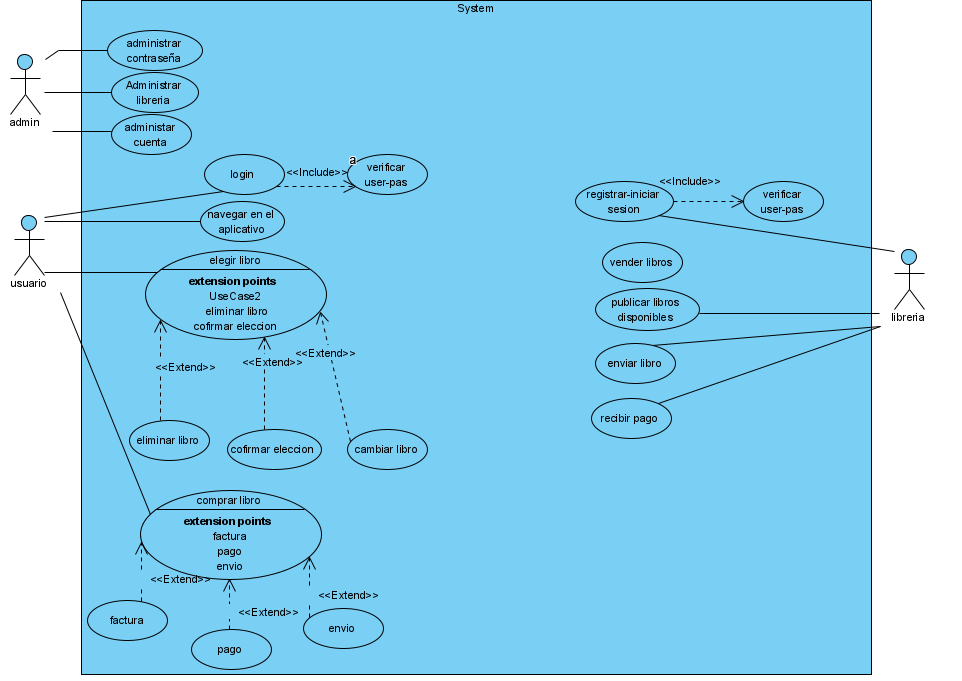 System
administrar
contraseña
Administrar
libreria
administar
cuenta
admin
login
<<Include>>
a
verificar
user-pas
navegar en el
aplicativo
usuario
elegir libro
extension points
UseCase2
eliminar libro
cofirmar eleccion
<<Extend>>
<<Extend>>
<<Extend>>
eliminar libro
cofirmar eleccion
cambiar libro
comprar libro
extension points
factura
pago
envio
<<Extend>>
<<Extend>>
<<Extend>>
factura
pago
envio
registrar-iniciar
sesion
<<Include>>
verificar
user-pas
vender libros
publicar libros
disponibles
enviar libro
recibir pago
libreria